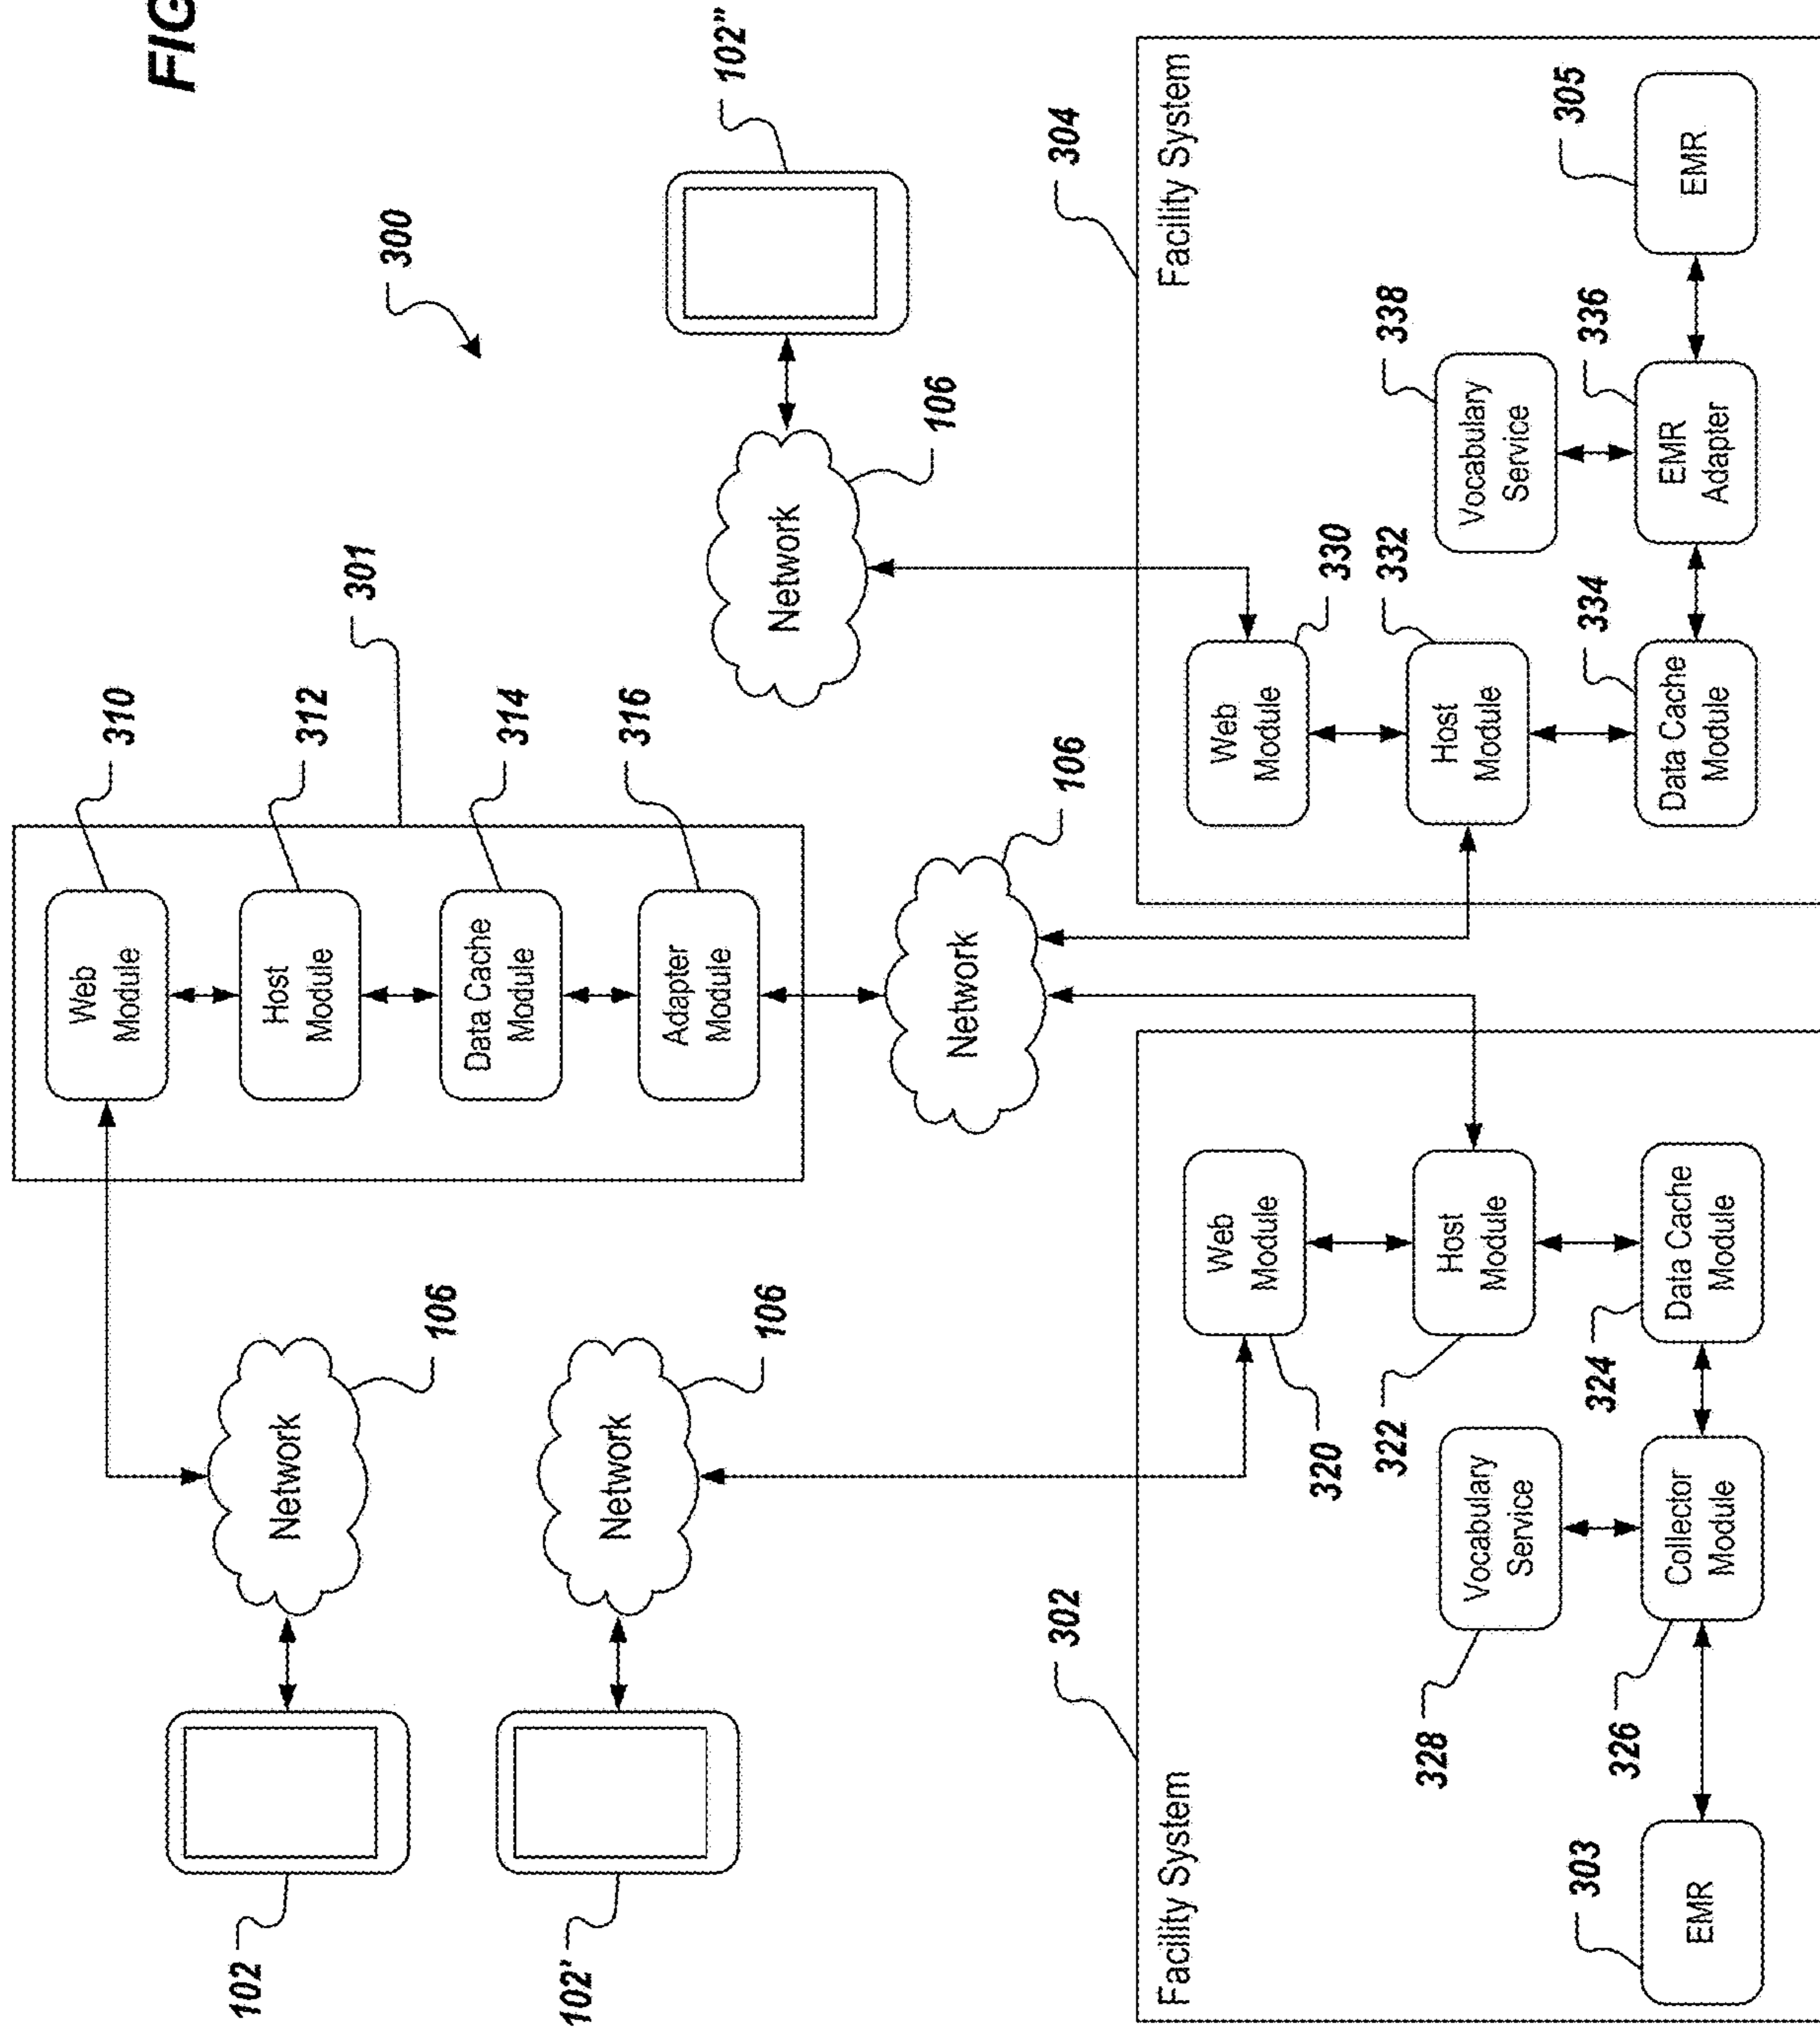 FIG
300
102
Network
106
102'
Network
106
301
Web
Module
310
Host
Module
312
Data Cache
Module
314
Adapter
Module
316
Network
106
Network
106
102"
302
Facility System
Web
Module
320
Host
Module
322
Data Cache
Module
324
Vocabulary
Service
328
Collector
Module
326
EMR
303
304
Facility System
Web
Module
330
Host
Module
332
Data Cache
Module
334
Vocabulary
Service
338
EMR
Adapter
336
EMR
305